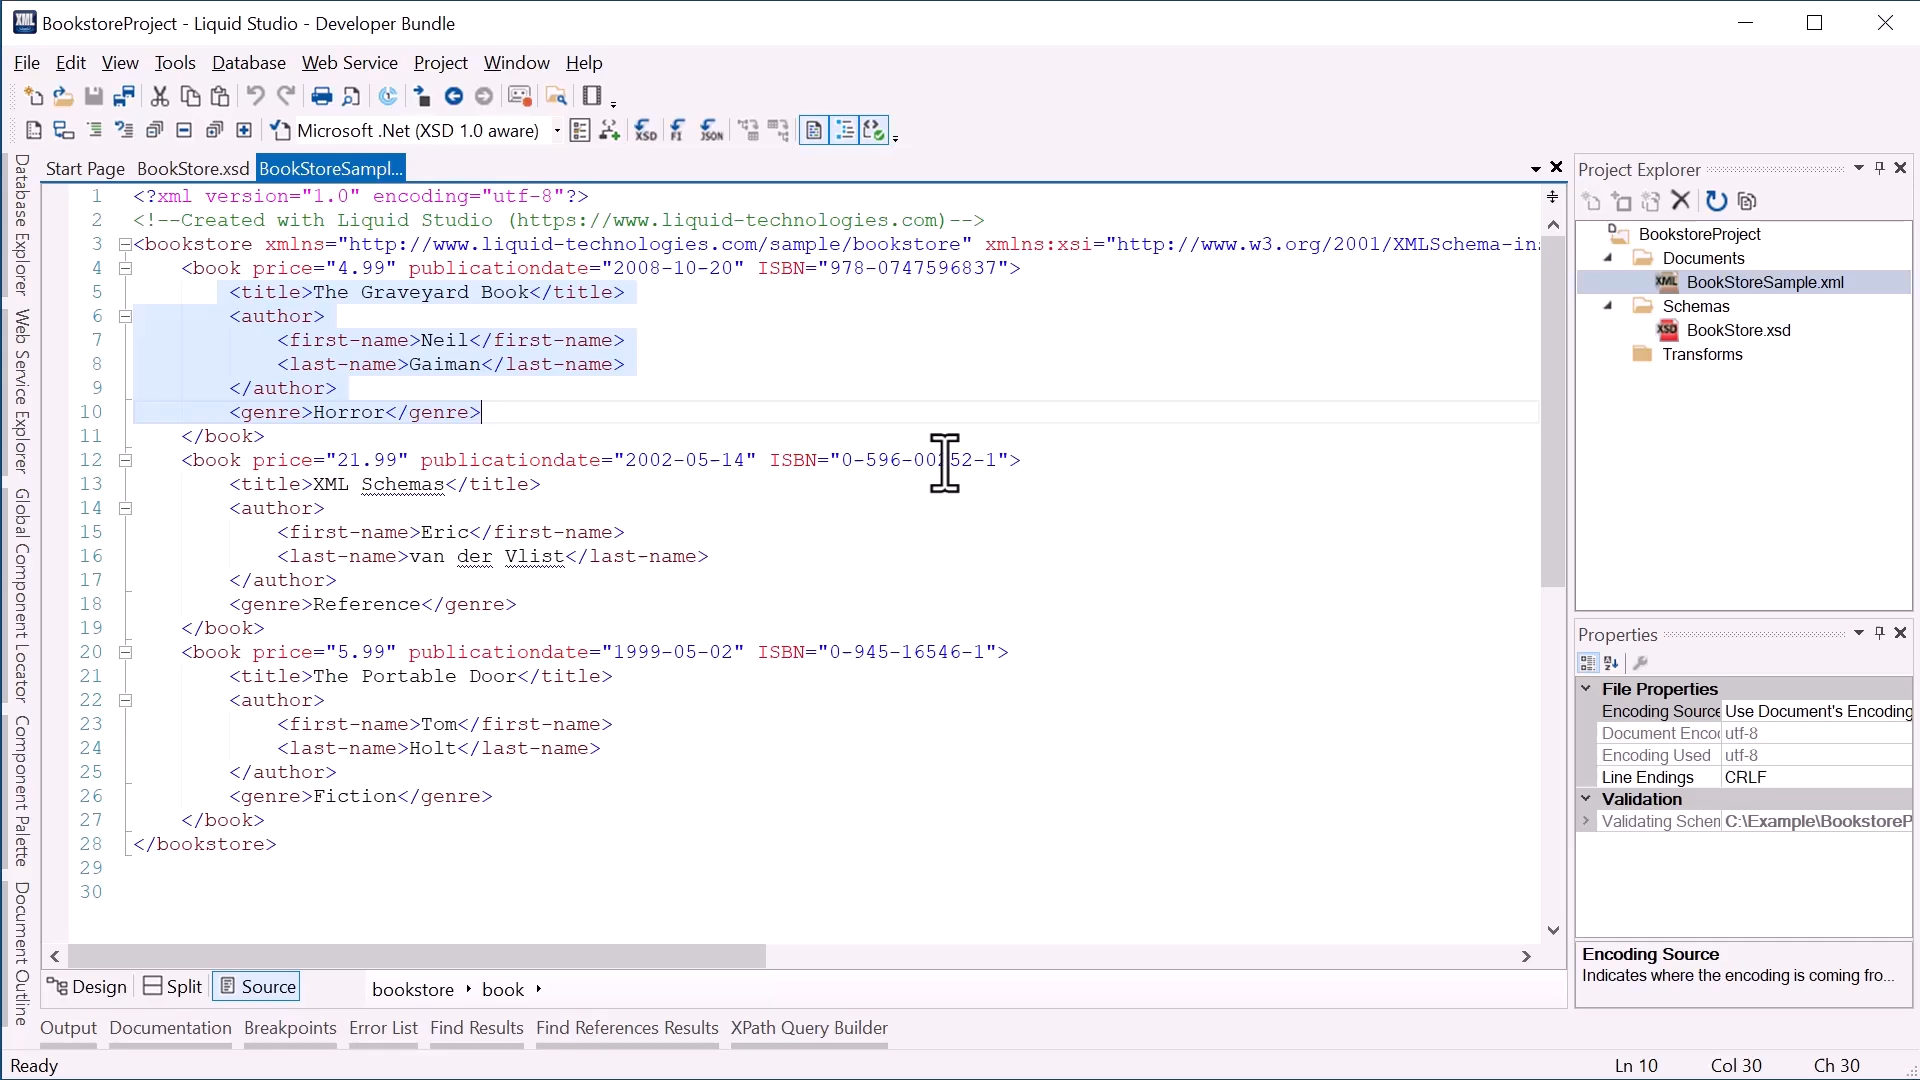 BookstoreProject - Liquid Studio - Developer Bundle
File Edit View Tools Database Web Service Project Window Help
Microsoft .Net (XSD 1.0 aware) XSD FI JSON
Start Page BookStore.xsd BookStoreSampl...
1 <?xml version="1.0" encoding="utf-8"?>
2 <!--Created with Liquid Studio (https://www.liquid-technologies.com)-->
3 <bookstore xmlns="http://www.liquid-technologies.com/sample/bookstore" xmlns:xsi="http://www.w3.org/2001/XMLSchema-in
4 <book price="4.99" publicationdate="2008-10-20" ISBN="978-0747596837">
5 <title>The Graveyard Book</title>
6 <author>
7 <first-name>Neil</first-name>
8 <last-name>Gaiman</last-name>
9 </author>
10 <genre>Horror</genre>
11 </book>
12 <book price="21.99" publicationdate="2002-05-14" ISBN="0-596-00252-1">
13 <title>XML Schemas</title>
14 <author>
15 <first-name>Eric</first-name>
16 <last-name>van der Vlist</last-name>
17 </author>
18 <genre>Reference</genre>
19 </book>
20 <book price="5.99" publicationdate="1999-05-02" ISBN="0-945-16546-1">
21 <title>The Portable Door</title>
22 <author>
23 <first-name>Tom</first-name>
24 <last-name>Holt</last-name>
25 </author>
26 <genre>Fiction</genre>
27 </book>
28 </bookstore>
29
30
Design Split Source bookstore book
Output Documentation Breakpoints Error List Find Results Find References Results XPath Query Builder
Ready Ln 10 Col 30 Ch 30
Database Explorer
Web Service Explorer
Global Component Locator
Component Palette
Document Outline
Project Explorer
BookstoreProject
Documents
XML BookStoreSample.xml
Schemas
XSD BookStore.xsd
Transforms
Properties
File Properties
Encoding Source Use Document's Encoding
Document Enco utf-8
Encoding Used utf-8
Line Endings CRLF
Validation
Validating Schem C:\Example\BookstoreP
Encoding Source
Indicates where the encoding is coming fro...